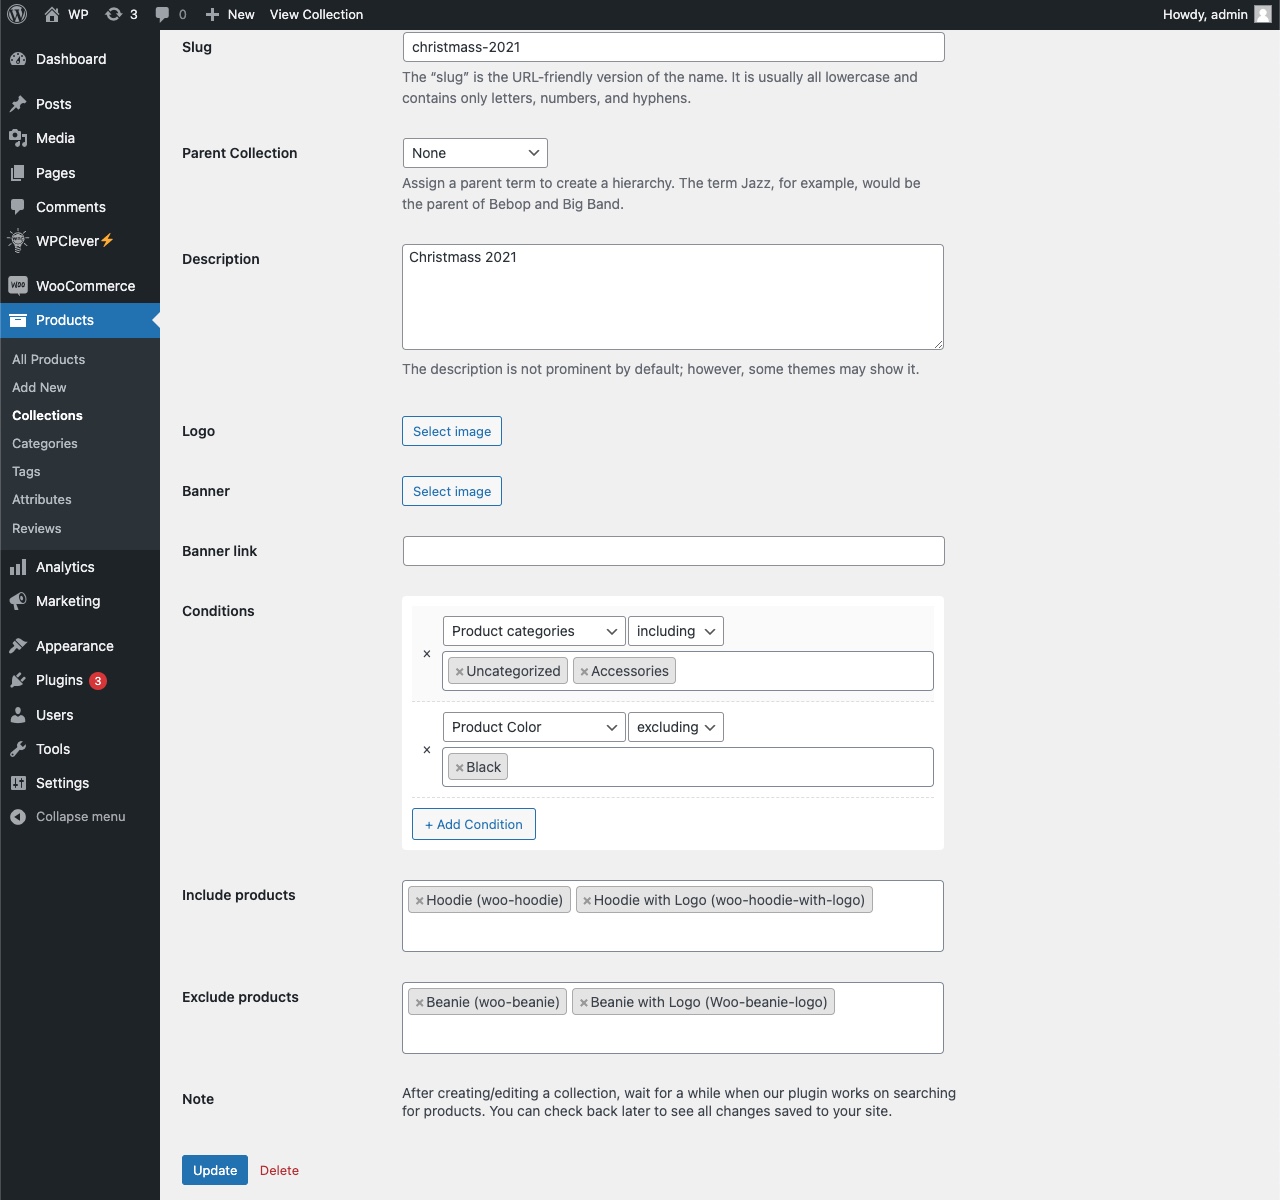 WP 3 0 New View Collection Howdy, admin
Dashboard
Posts
Media
Pages
Comments
WPClever⚡
WOO WooCommerce
Products
All Products
Add New
Collections
Categories
Tags
Attributes
Reviews
Analytics
Marketing
Appearance
Plugins 3
Users
Tools
Settings
Collapse menu
Slug
christmass-2021
The “slug” is the URL-friendly version of the name. It is usually all lowercase and
contains only letters, numbers, and hyphens.
Parent Collection
None
Assign a parent term to create a hierarchy. The term Jazz, for example, would be
the parent of Bebop and Big Band.
Description
Christmass 2021
The description is not prominent by default; however, some themes may show it.
Logo
Select image
Banner
Select image
Banner link
Conditions
Product categories including
× ×Uncategorized ×Accessories
Product Color excluding
× ×Black
+ Add Condition
Include products
×Hoodie (woo-hoodie) ×Hoodie with Logo (woo-hoodie-with-logo)
Exclude products
×Beanie (woo-beanie) ×Beanie with Logo (Woo-beanie-logo)
Note
After creating/editing a collection, wait for a while when our plugin works on searching
for products. You can check back later to see all changes saved to your site.
Update Delete